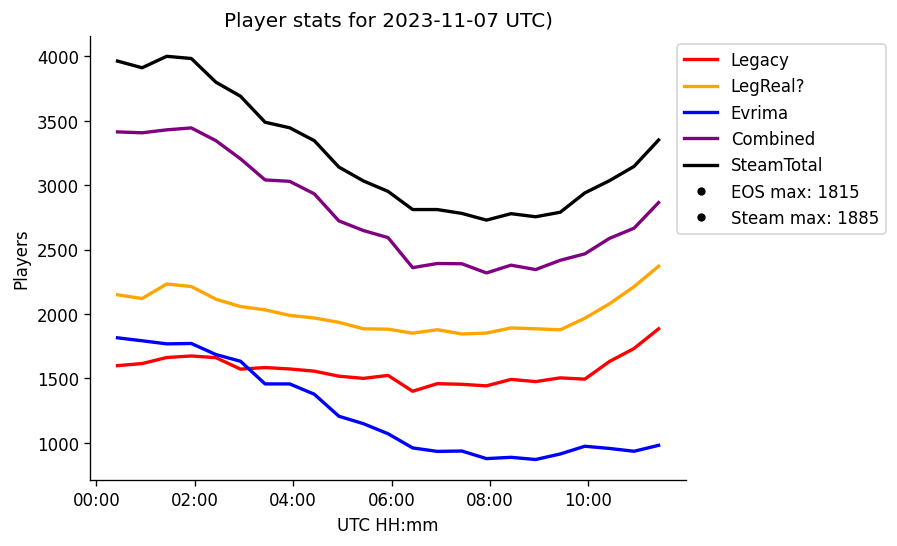 Player stats for 2023-11-07 UTC)
Legacy
LegReal?
Evrima
Combined
SteamTotal
EOS max: 1815
Steam max: 1885
Players
4000
3500
3000
2500
2000
1500
1000
00:00 02:00 04:00 06:00 08:00 10:00
UTC HH:mm